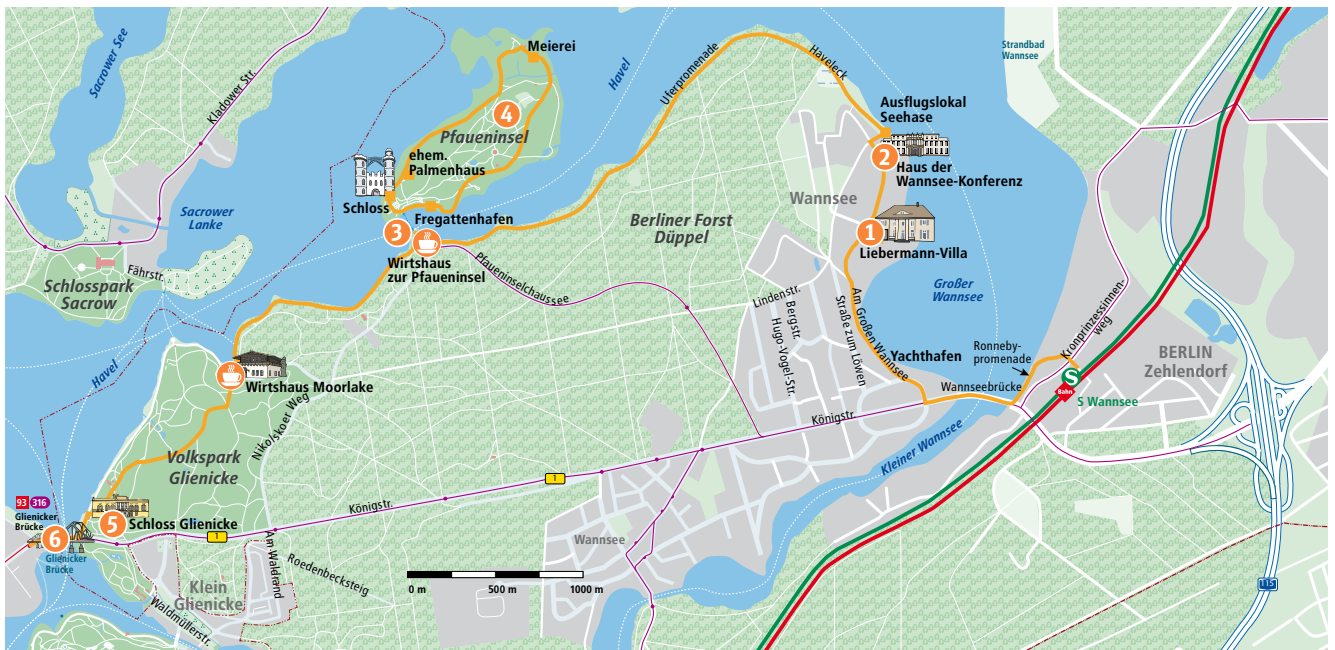 Sacrower See
Kladower Str.
Meierei
Havel
Uferpromenade
Haveleck
Strandbad
Wannsee
4
Pfaueninsel
Ausflugslokal
Seehase
ehem.
Palmenhaus
2
Haus der
Wannsee-Konferenz
Wannsee
Schloss
Fregattenhafen
Sacrower
Lanke
3
Berliner Forst
Düppel
1
Liebermann-Villa
Wirtshaus
zur Pfaueninsel
Pfaueninselchaussee
Fährstr.
Schlosspark
Sacrow
Großer
Wannsee
Lindenstr.
Bergstr.
Hugo-Vogel-Str.
Straße zum Löwen
Am Großen Wannsee
Kronprinzessinnen-
weg
Ronneby-
promenade
Yachthafen
BERLIN
Zehlendorf
Havel
Wirtshaus Moorlake
Wannseebrücke
S
Bahn
S Wannsee
Nikolskoer Weg
Königstr.
Kleiner Wannsee
Volkspark
Glienicke
1
93 316
Glienicker
Brücke
Königstr.
5
Schloss Glienicke
6
1
Wannsee
Glienicker
Brücke
Am Waldrand
Roedenbecksteig
Klein
Glienicke
Waldmüllerstr.
0 m 500 m 1000 m
115